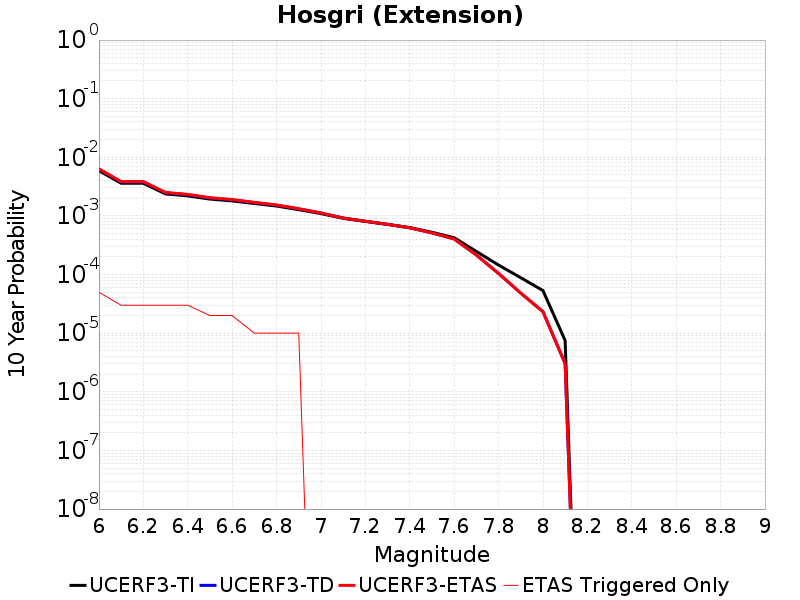 Hosgri (Extension)
10 Year Probability
10^0
10^-1
10^-2
10^-3
10^-4
10^-5
10^-6
10^-7
10^-8
6 6.2 6.4 6.6 6.8 7 7.2 7.4 7.6 7.8 8 8.2 8.4 8.6 8.8 9
Magnitude
UCERF3-TI UCERF3-TD UCERF3-ETAS ETAS Triggered Only